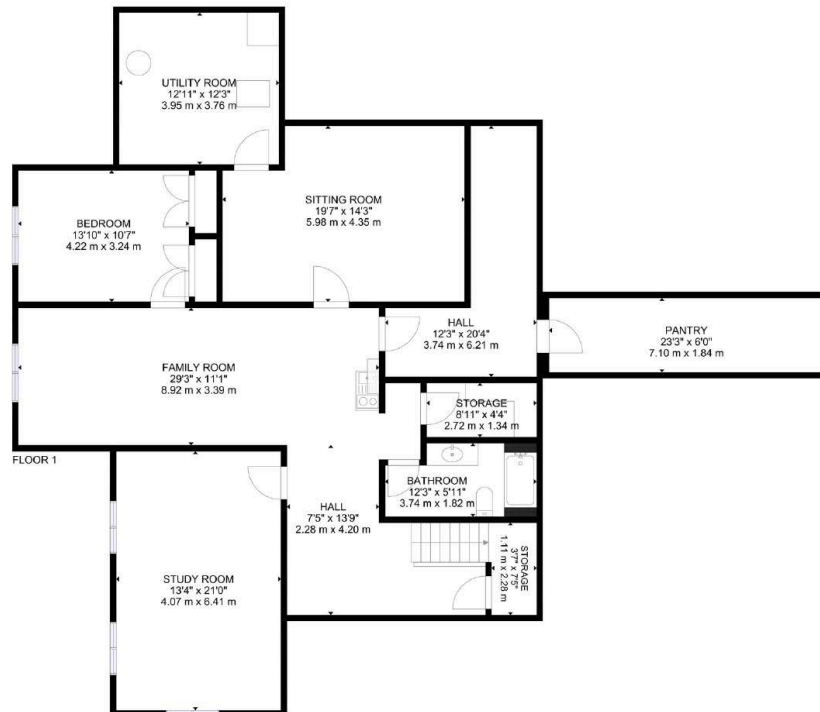 UTILITY ROOM
12'11" x 12'3"
3.95 m x 3.76 m
SITTING ROOM
19'7" x 14'3"
5.98 m x 4.35 m
BEDROOM
13'10" x 10'7"
4.22 m x 3.24 m
HALL
12'3" x 20'4"
3.74 m x 6.21 m
PANTRY
23'3" x 6'0"
7.10 m x 1.84 m
FAMILY ROOM
29'3" x 11'1"
8.92 m x 3.39 m
STORAGE
8'11" x 4'4"
2.72 m x 1.34 m
FLOOR 1
BATHROOM
12'3" x 5'11"
3.74 m x 1.82 m
HALL
7'5" x 13'9"
2.28 m x 4.20 m
STORAGE
3'7" x 7'5"
1.11 m x 2.28 m
STUDY ROOM
13'4" x 21'0"
4.07 m x 6.41 m